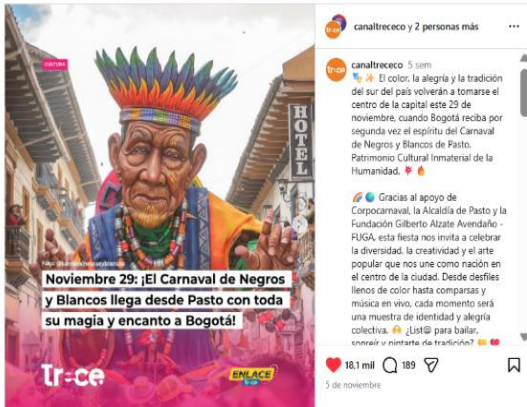 CULTURA
HOTEL
Noviembre 29: ¡El Carnaval de Negros
y Blancos llega desde Pasto con toda
su magia y encanto a Bogotá!
trece
ENLACE
trece
canaltrececo y 2 personas más
canaltrececo 5 sem
El color, la alegría y la tradición
del sur del país volverán a tomarse el
centro de la capital este 29 de
noviembre, cuando Bogotá reciba por
segunda vez el espíritu del Carnaval
de Negros y Blancos de Pasto,
Patrimonio Cultural Inmaterial de la
Humanidad.
Gracias al apoyo de
Corpocarnaval, la Alcaldía de Pasto y la
Fundación Gilberto Alzate Avendaño -
FUGA, esta fiesta nos invita a celebrar
la diversidad, la creatividad y el arte
popular que nos une como nación en
el centro de la ciudad. Desde desfiles
llenos de color hasta comparsas y
música en vivo, cada momento será
una muestra de identidad y alegría
colectiva. ¿List@ para bailar,
sonreír y pintarte de tradición?
18,1 mil 189
5 de noviembre